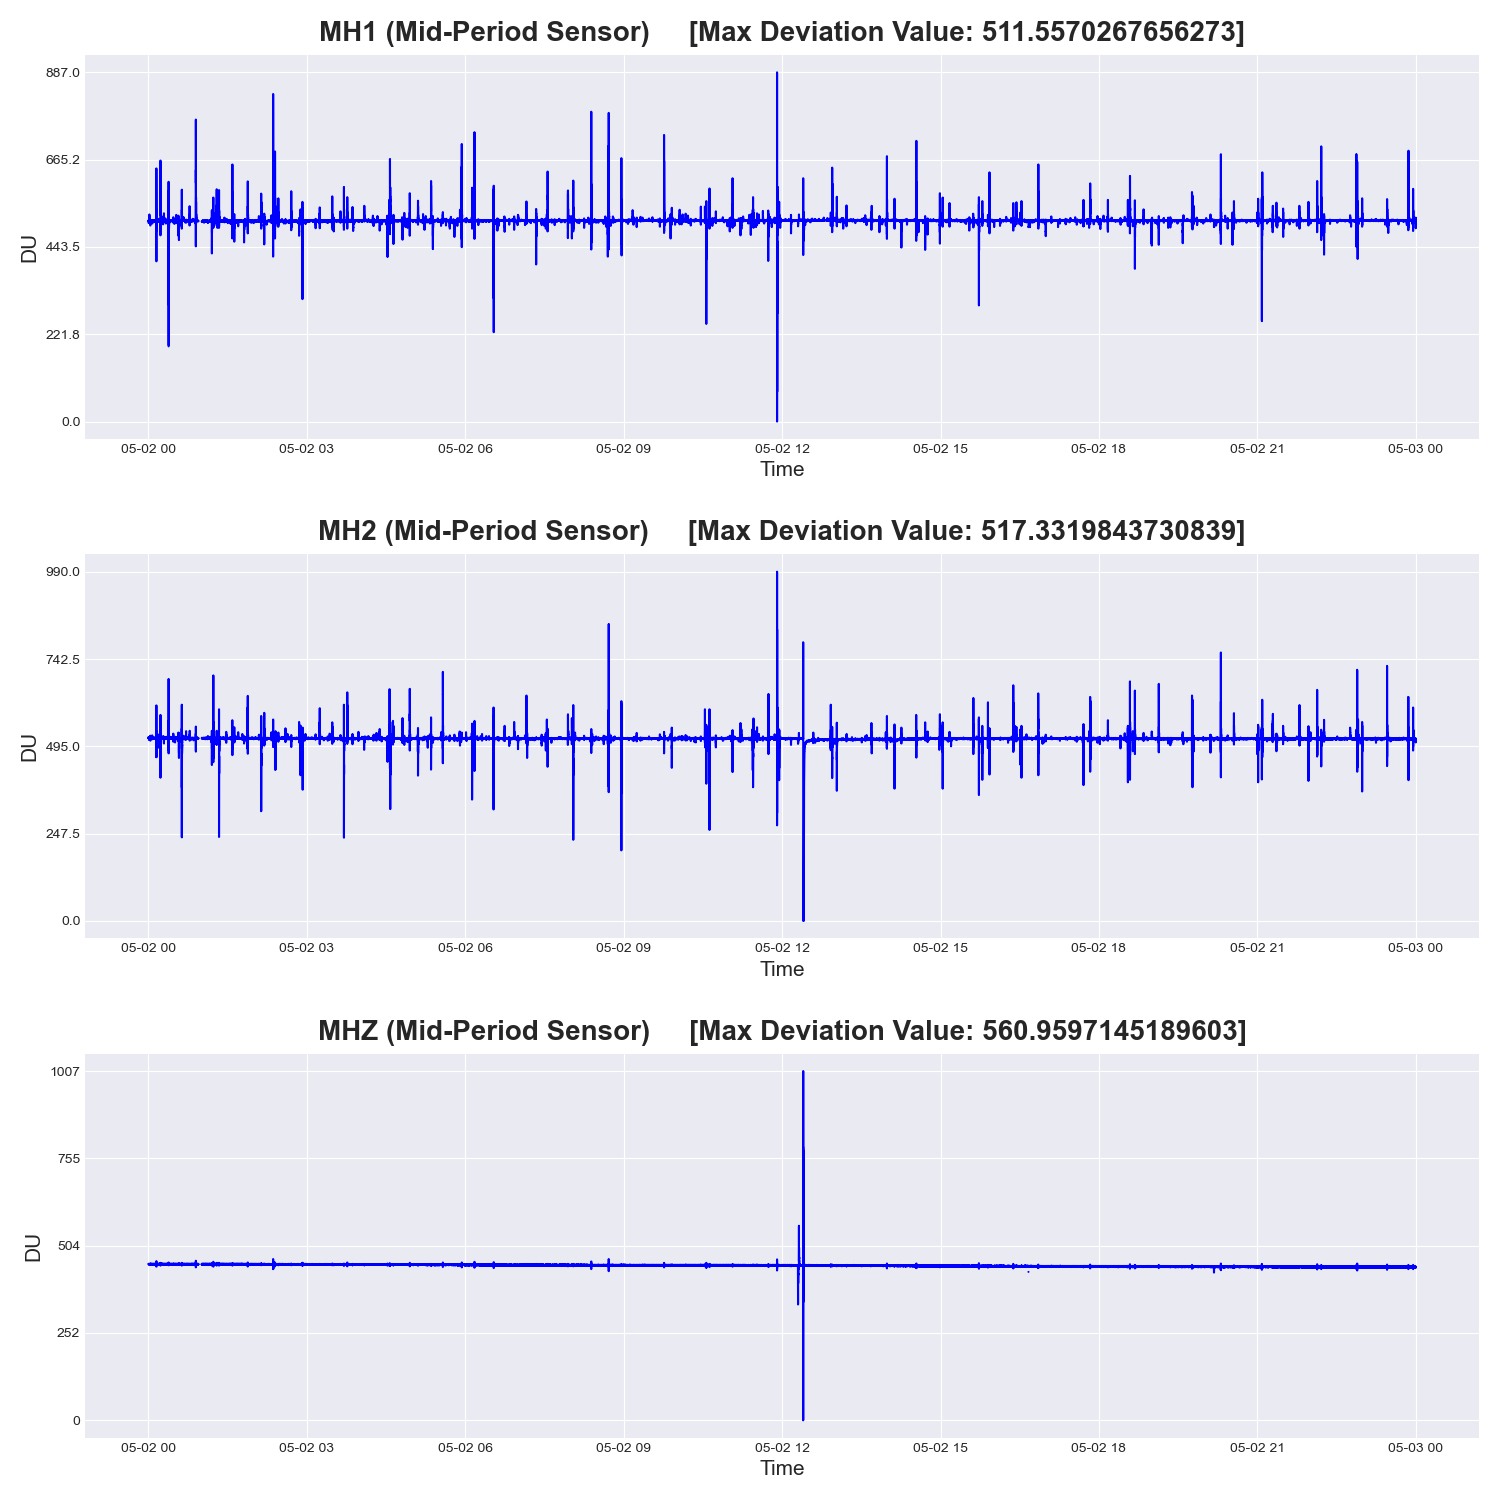 MH1 (Mid-Period Sensor) [Max Deviation Value: 511.5570267656273]
887.0
665.2
443.5
221.8
0.0
DU
05-02 00 05-02 03 05-02 06 05-02 09 05-02 12 05-02 15 05-02 18 05-02 21 05-03 00
Time
MH2 (Mid-Period Sensor) [Max Deviation Value: 517.3319843730839]
990.0
742.5
495.0
247.5
0.0
DU
05-02 00 05-02 03 05-02 06 05-02 09 05-02 12 05-02 15 05-02 18 05-02 21 05-03 00
Time
MHZ (Mid-Period Sensor) [Max Deviation Value: 560.9597145189603]
1007
755
504
252
0
DU
05-02 00 05-02 03 05-02 06 05-02 09 05-02 12 05-02 15 05-02 18 05-02 21 05-03 00
Time